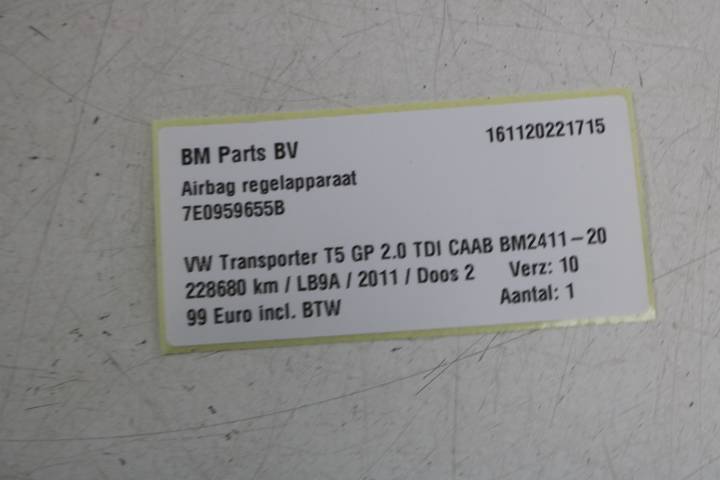 BM Parts BV 161120221715
Airbag regelapparaat
7E0959655B
VW Transporter T5 GP 2.0 TDI CAAB BM2411-20
228680 km / LB9A / 2011 / Doos 2 Verz: 10
99 Euro incl. BTW Aantal: 1